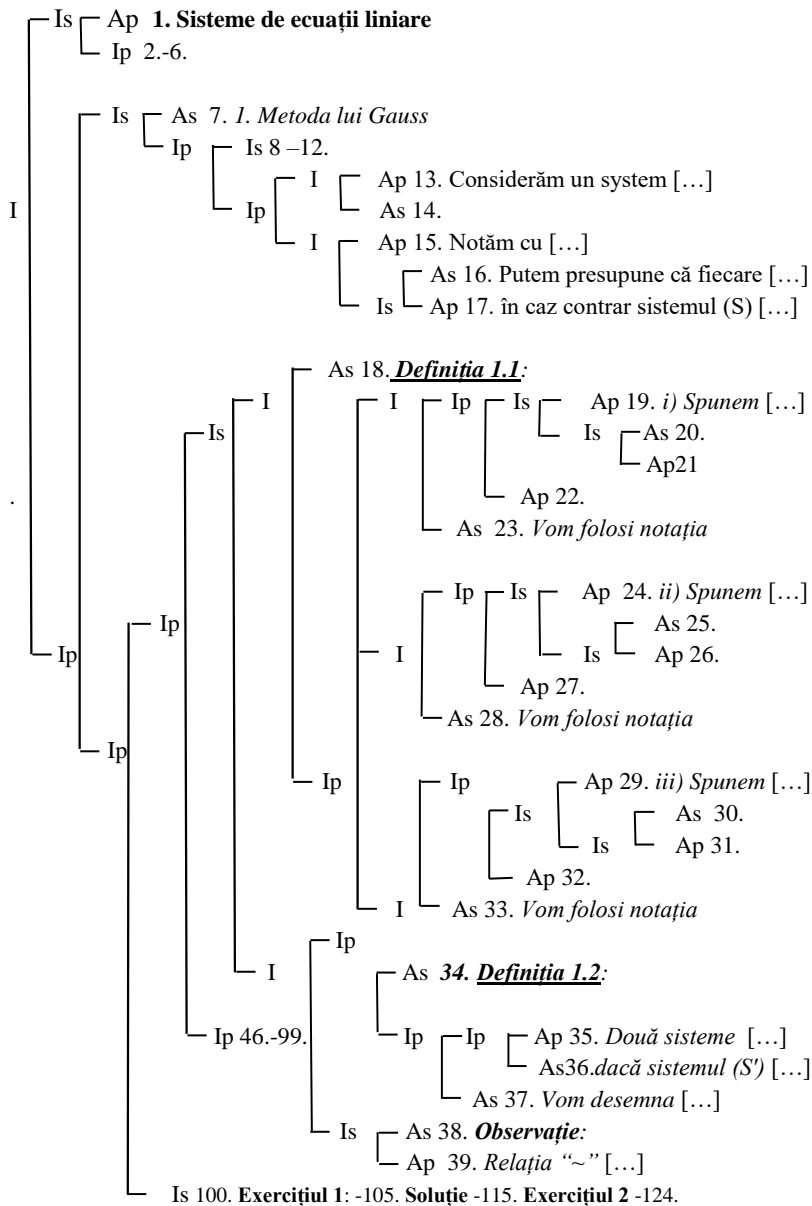 Is Ap 1. Sisteme de ecuații liniare
Ip 2.-6.
Is As 7. 1. Metoda lui Gauss
Ip Is 8 –12.
I Ap 13. Considerăm un system […]
I Ip As 14.
I Ap 15. Notăm cu […]
As 16. Putem presupune că fiecare […]
Is Ap 17. în caz contrar sistemul (S) […]
As 18. Definiția 1.1:
I I Ip Is Ap 19. i) Spunem […]
Is Is As 20.
Ap21
. Ap 22.
As 23. Vom folosi notația
Ip Is Ap 24. ii) Spunem […]
Ip As 25.
Ip I Is Ap 26.
Ap 27.
As 28. Vom folosi notația
Ip
Ip Ip Ap 29. iii) Spunem […]
Is As 30.
Is Ap 31.
Ap 32.
I As 33. Vom folosi notația
Ip
I As 34. Definiția 1.2:
Ip 46.-99. Ip Ip Ap 35. Două sisteme […]
As36.dacă sistemul (S') […]
As 37. Vom desemna […]
Is As 38. Observație:
Ap 39. Relația “~” […]
Is 100. Exercițiul 1: -105. Soluție -115. Exercițiul 2 -124.